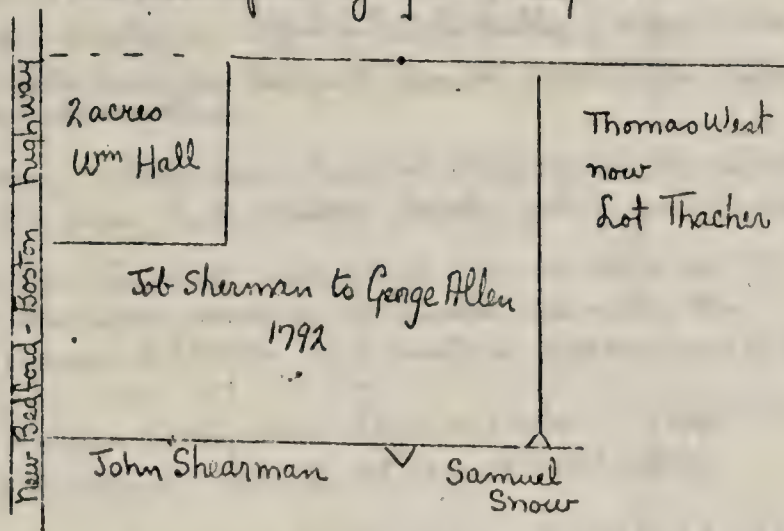 New Bedford - Boston highway
2 acres
Wm Hall
Thomas West
now
Lot Thacher
Job Sherman to George Allen
1792
John Shearman
Samuel
Snow